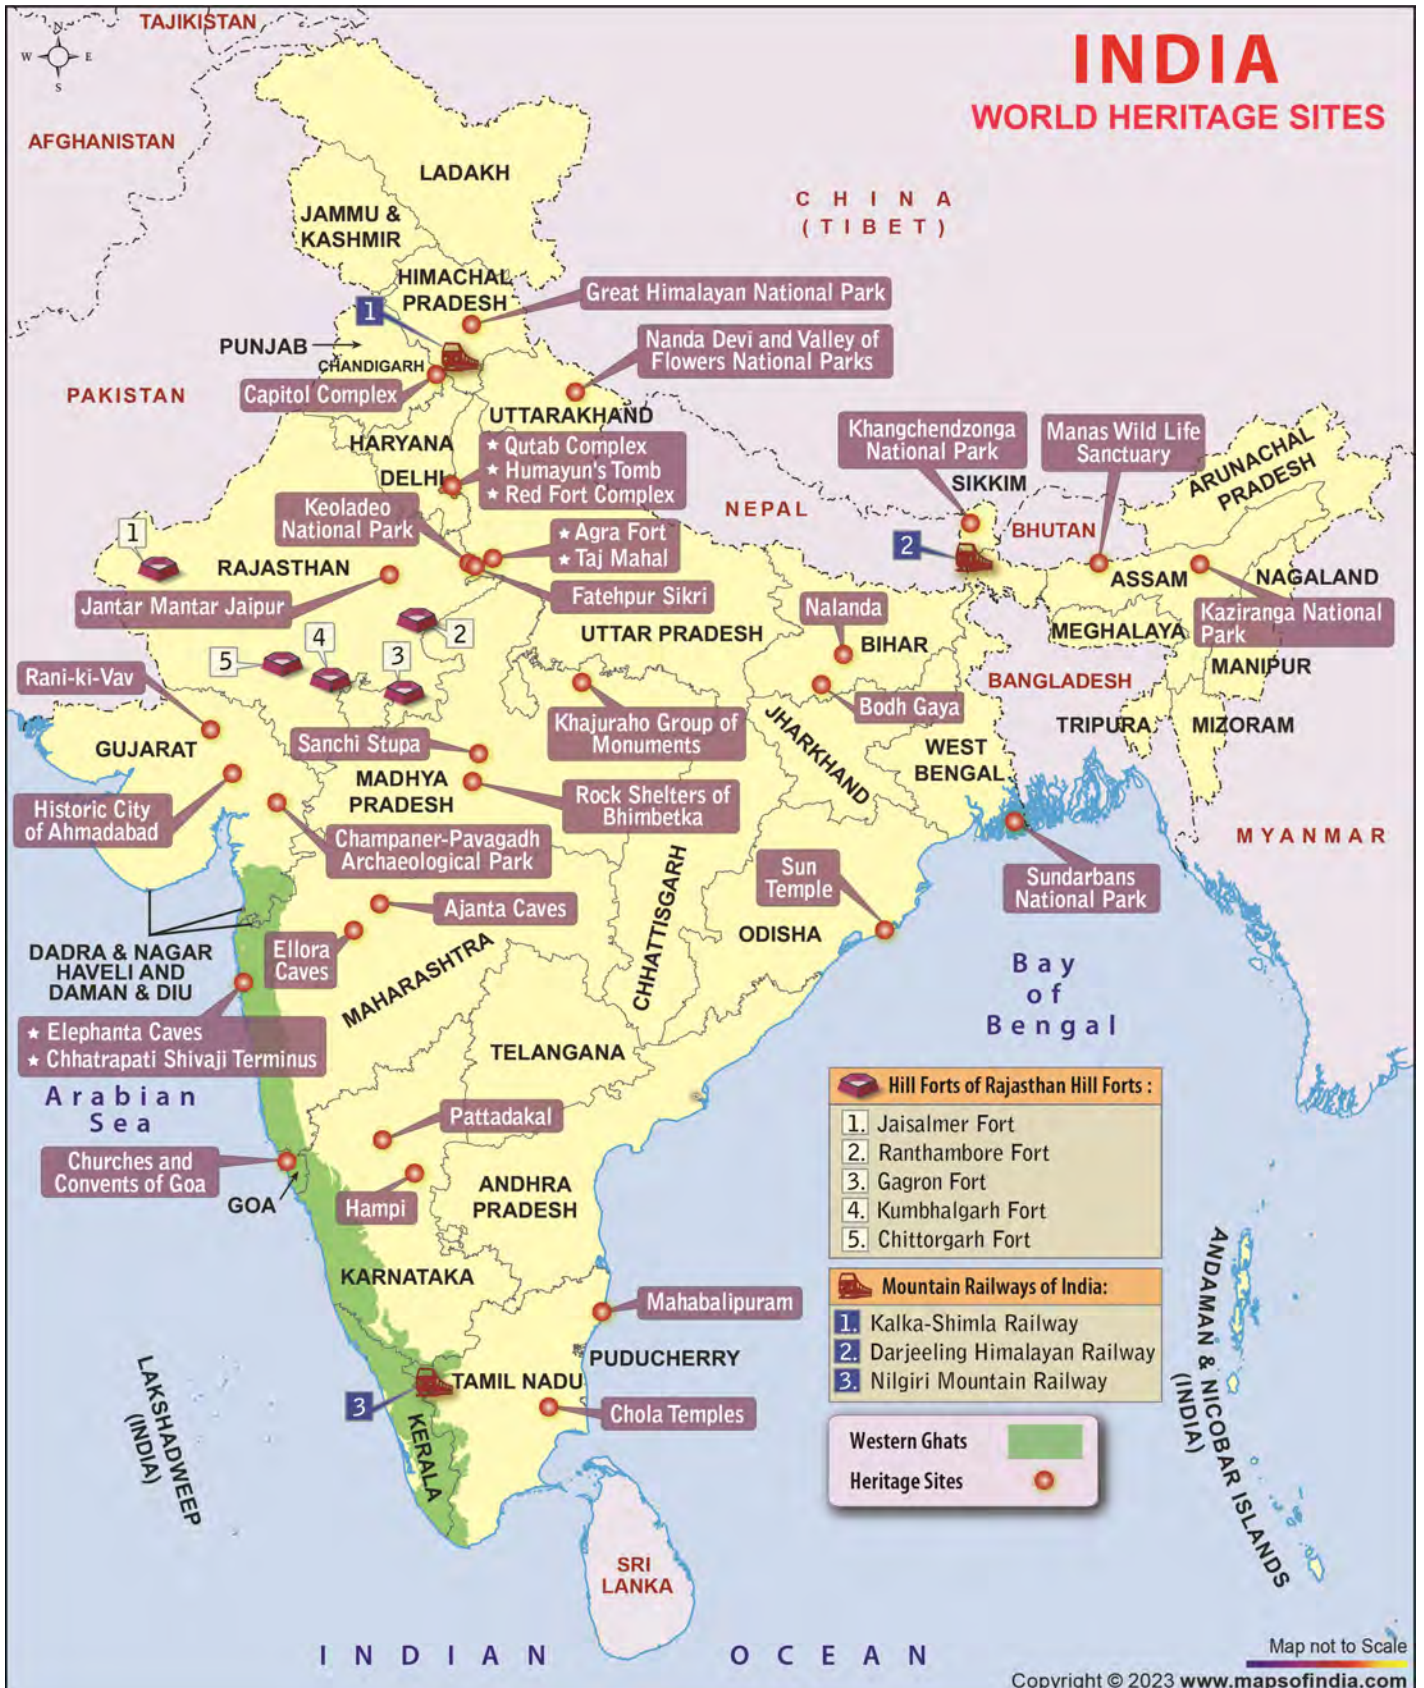 INDIA
WORLD HERITAGE SITES
N
W
E
S
TAJIKISTAN
AFGHANISTAN
LADAKH
C H I N A
(TIBET)
JAMMU &
KASHMIR
HIMACHAL
PRADESH
Great Himalayan National Park
1
PUNJAB
CHANDIGARH
Nanda Devi and Valley of
Flowers National Parks
PAKISTAN
Capitol Complex
UTTARAKHAND
HARYANA
DELHI
Qutab Complex
Humayun's Tomb
Red Fort Complex
Khangchendzonga
National Park
SIKKIM
Manas Wild Life
Sanctuary
ARUNACHAL
PRADESH
Keoladeo
National Park
NEPAL
BHUTAN
1
RAJASTHAN
Agra Fort
Taj Mahal
2
ASSAM
NAGALAND
Jantar Mantar Jaipur
Fatehpur Sikri
Nalanda
Kaziranga National
Park
UTTAR PRADESH
BIHAR
MEGHALAYA
2
4
3
5
MANIPUR
Rani-ki-Vav
BANGLADESH
Bodh Gaya
Khajuraho Group of
Monuments
TRIPURA
MIZORAM
GUJARAT
Sanchi Stupa
JHARKHAND
WEST
BENGAL
MADHYA
PRADESH
Rock Shelters of
Bhimbetka
Historic City
of Ahmadabad
Champaner-Pavagadh
Archaeological Park
MYANMAR
Sun
Temple
Sundarbans
National Park
CHHATTISGARH
Ajanta Caves
ODISHA
Ellora
Caves
DADRA & NAGAR
HAVELI AND
DAMAN & DIU
MAHARASHTRA
Bay
of
Bengal
Elephanta Caves
Chhatrapati Shivaji Terminus
TELANGANA
Arabian
Sea
Pattadakal
Churches and
Convents of Goa
GOA
Hampi
ANDHRA
PRADESH
KARNATAKA
Mahabalipuram
PUDUCHERRY
TAMIL NADU
3
KERALA
Chola Temples
LAKSHADWEEP
(INDIA)
ANDAMAN & NICOBAR ISLANDS
(INDIA)
Hill Forts of Rajasthan Hill Forts :
1. Jaisalmer Fort
2. Ranthambore Fort
3. Gagron Fort
4. Kumbhalgarh Fort
5. Chittorgarh Fort
Mountain Railways of India:
1. Kalka-Shimla Railway
2. Darjeeling Himalayan Railway
3. Nilgiri Mountain Railway
Western Ghats
Heritage Sites
SRI
LANKA
INDIAN OCEAN
Map not to Scale
Copyright © 2023 www.mapsofindia.com